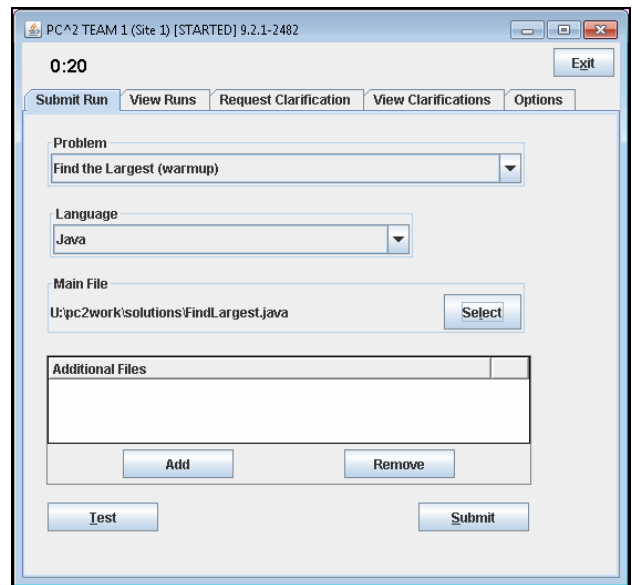 PC^2 TEAM 1 (Site 1) [STARTED] 9.2.1-2482
0:20
Exit
Submit Run View Runs Request Clarification View Clarifications Options
Problem
Find the Largest (warmup)
Language
Java
Main File
U:\pc2work\solutions\FindLargest.java Select
Additional Files
Add Remove
Test Submit